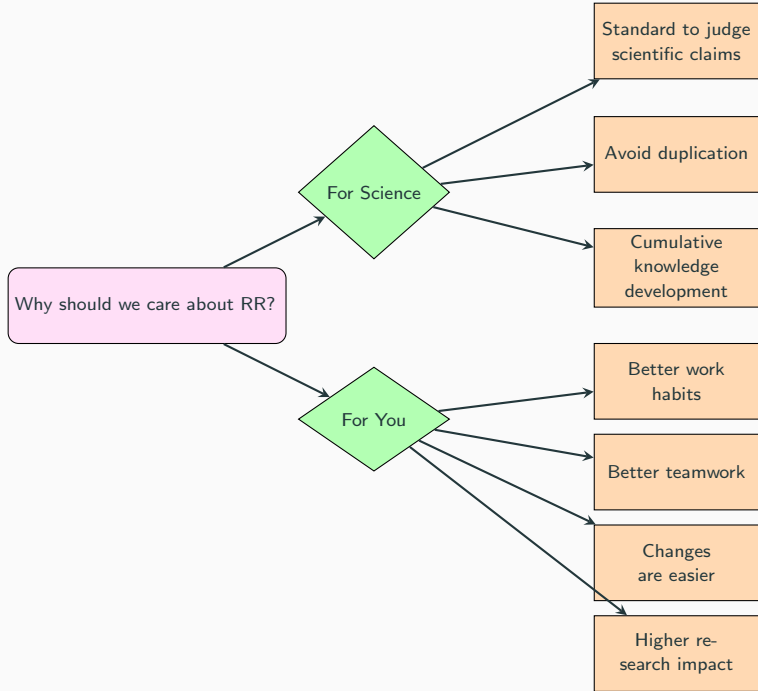 Why should we care about RR?
For Science
Standard to judge
scientific claims
Avoid duplication
Cumulative
knowledge
development
For You
Better work
habits
Better teamwork
Changes
are easier
Higher re-
search impact